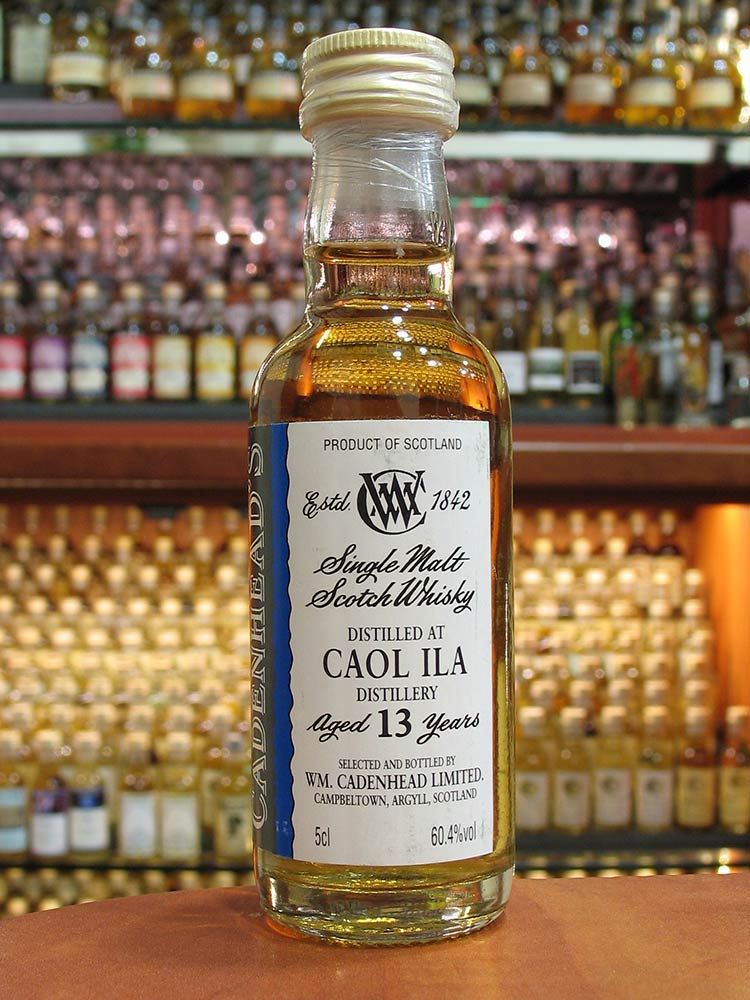 CADENHEAD'S
PRODUCT OF SCOTLAND
Estd. WMC 1842
Single Malt
Scotch Whisky
DISTILLED AT
CAOL ILA
DISTILLERY
Aged 13 Years
SELECTED AND BOTTLED BY
WM. CADENHEAD LIMITED.
CAMPBELTOWN, ARGYLL, SCOTLAND
5cl 60.4%vol